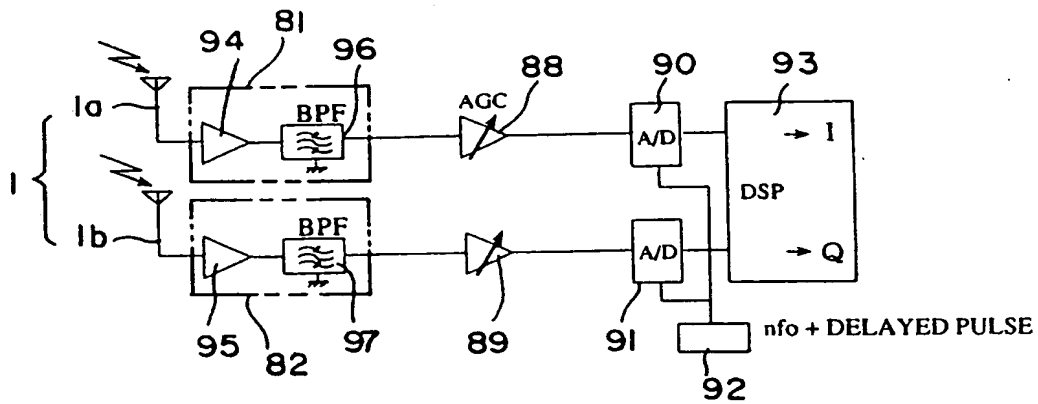 94
81
96
88
90
93
1a
BPF
AGC
A/D
→ I
1
DSP
1b
BPF
A/D
→ Q
95
82
97
89
91
92
nfo + DELAYED PULSE